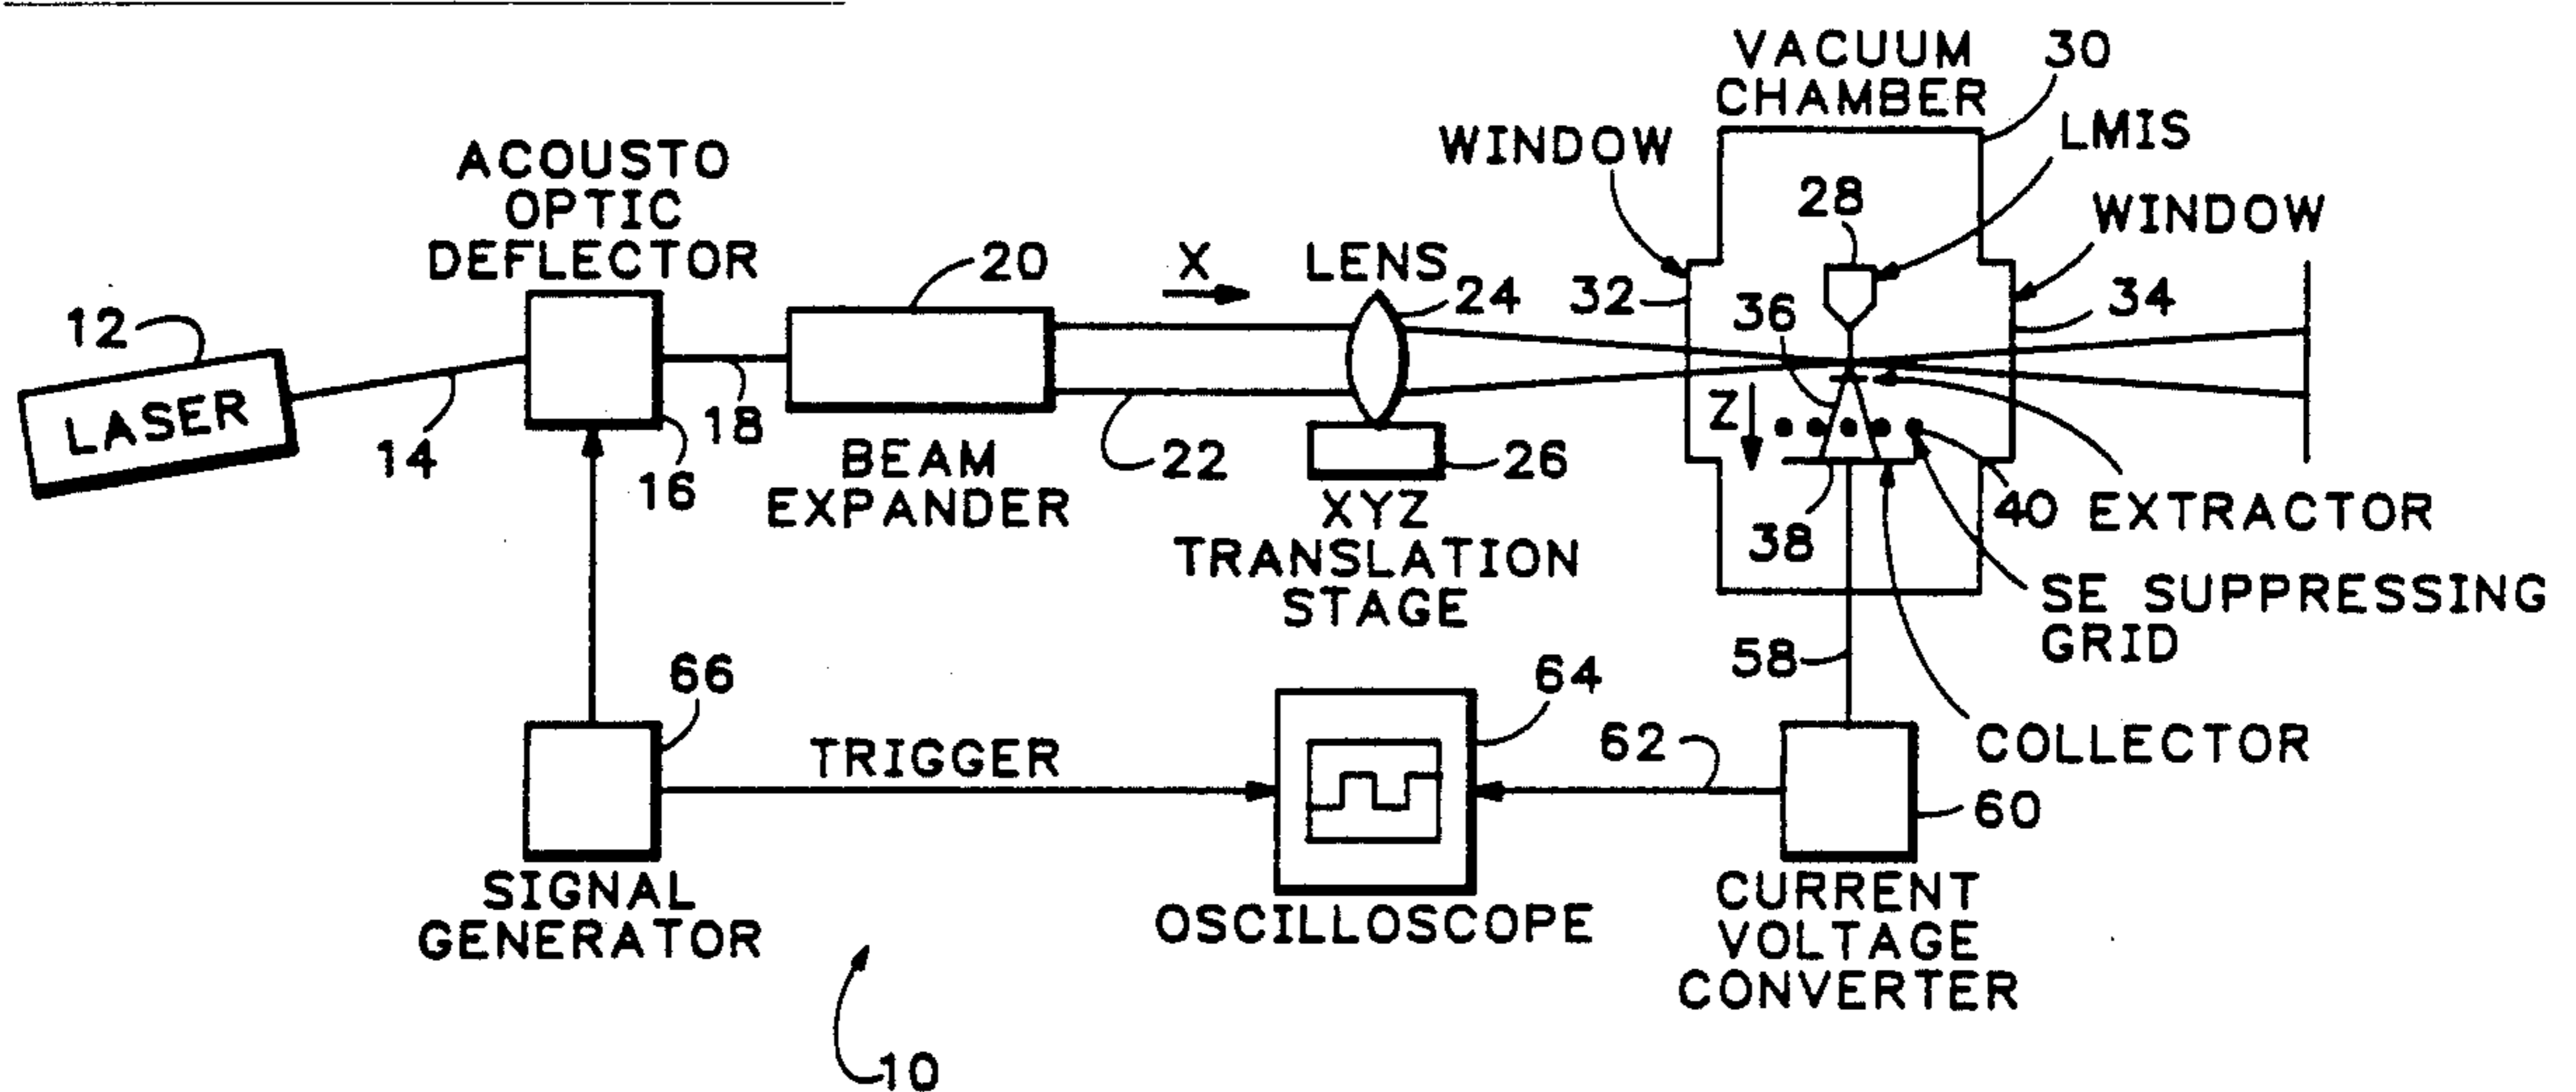 VACUUM
CHAMBER
30
WINDOW
LMIS
ACOUSTO
OPTIC
DEFLECTOR
28
WINDOW
20
X
LENS
24
32
36
34
12
LASER
14
18
16
BEAM
EXPANDER
22
26
XYZ
TRANSLATION
STAGE
Z
38
40
EXTRACTOR
SE SUPPRESSING
GRID
58
66
TRIGGER
64
62
COLLECTOR
60
SIGNAL
GENERATOR
OSCILLOSCOPE
CURRENT
VOLTAGE
CONVERTER
10